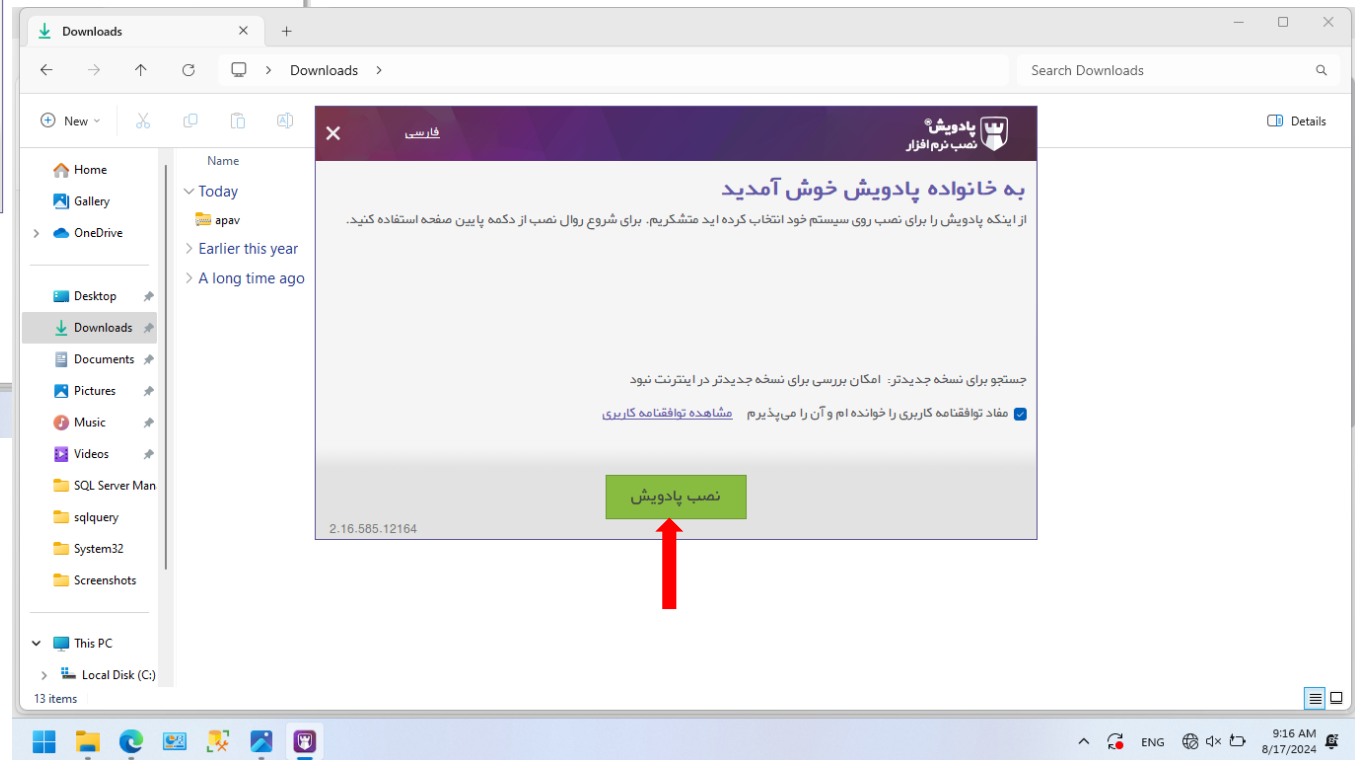 Downloads
Downloads >
Search Downloads
New
Details
Home
Gallery
OneDrive
Desktop
Downloads
Documents
Pictures
Music
Videos
SQL Server Man
sqlquery
System32
Screenshots
This PC
Local Disk (C:)
13 items
Name
Today
apav
Earlier this year
A long time ago
پادویش®
نصب نرم افزار
فارسی
به خانواده پادویش خوش آمدید
از اینکه پادویش را برای نصب روی سیستم خود انتخاب کرده اید متشکریم. برای شروع روال نصب از دکمه پایین صفحه استفاده کنید.
جستجو برای نسخه جدیدتر: امکان بررسی برای نسخه جدیدتر در اینترنت نبود
مفاد توافقنامه کاربری را خوانده ام و آن را می‌پذیرم مشاهده توافقنامه کاربری
نصب پادویش
2.16.585.12164
ENG
9:16 AM
8/17/2024